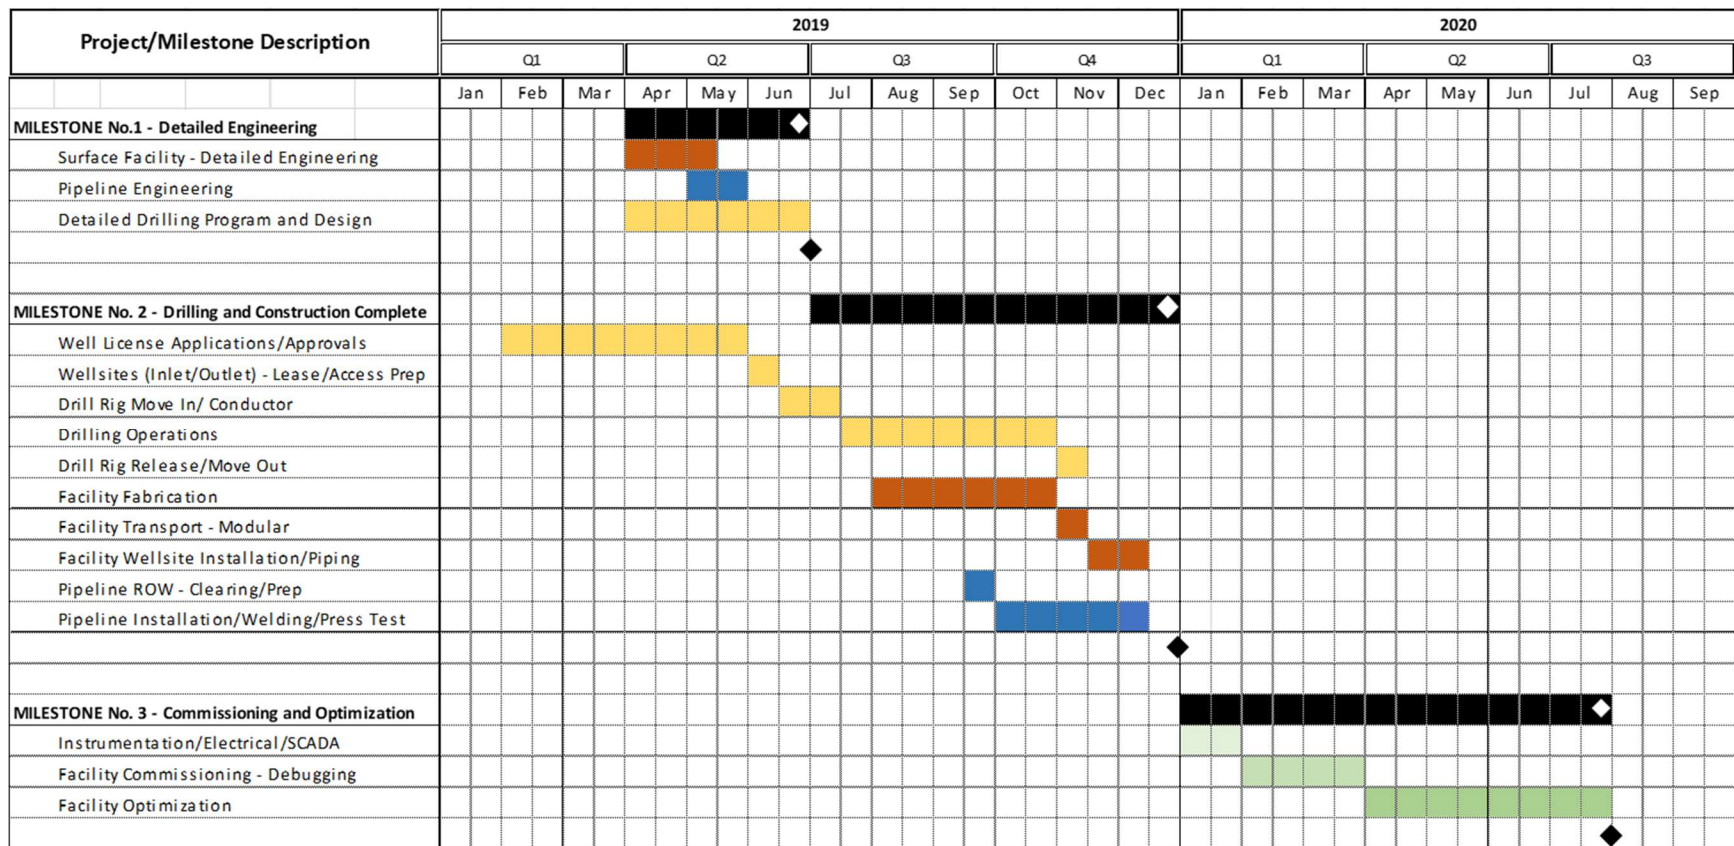 Project/Milestone Description 2019 2020
Q1 Q2 Q3 Q4 Q1 Q2 Q3
Jan Feb Mar Apr May Jun Jul Aug Sep Oct Nov Dec Jan Feb Mar Apr May Jun Jul Aug Sep
MILESTONE No.1 - Detailed Engineering
Surface Facility - Detailed Engineering
Pipeline Engineering
Detailed Drilling Program and Design
MILESTONE No. 2 - Drilling and Construction Complete
Well License Applications/Approvals
Wellsites (Inlet/Outlet) - Lease/Access Prep
Drill Rig Move In/ Conductor
Drilling Operations
Drill Rig Release/Move Out
Facility Fabrication
Facility Transport - Modular
Facility Wellsite Installation/Piping
Pipeline ROW - Clearing/Prep
Pipeline Installation/Welding/Press Test
MILESTONE No. 3 - Commissioning and Optimization
Instrumentation/Electrical/SCADA
Facility Commissioning - Debugging
Facility Optimization